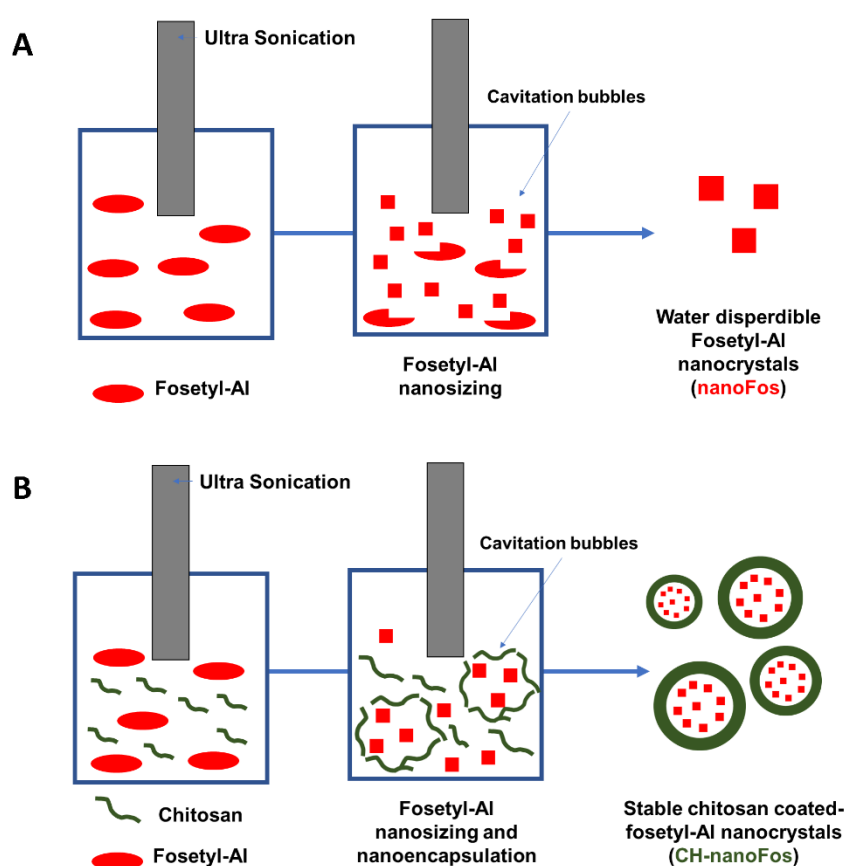 A
Ultra Sonication
Cavitation bubbles
Fosetyl-Al
Fosetyl-Al
nanosizing
Water disperdible
Fosetyl-Al
nanocrystals
(nanoFos)
B
Ultra Sonication
Cavitation bubbles
Chitosan
Fosetyl-Al
Fosetyl-Al
nanosizing and
nanoencapsulation
Stable chitosan coated-
fosetyl-Al nanocrystals
(CH-nanoFos)